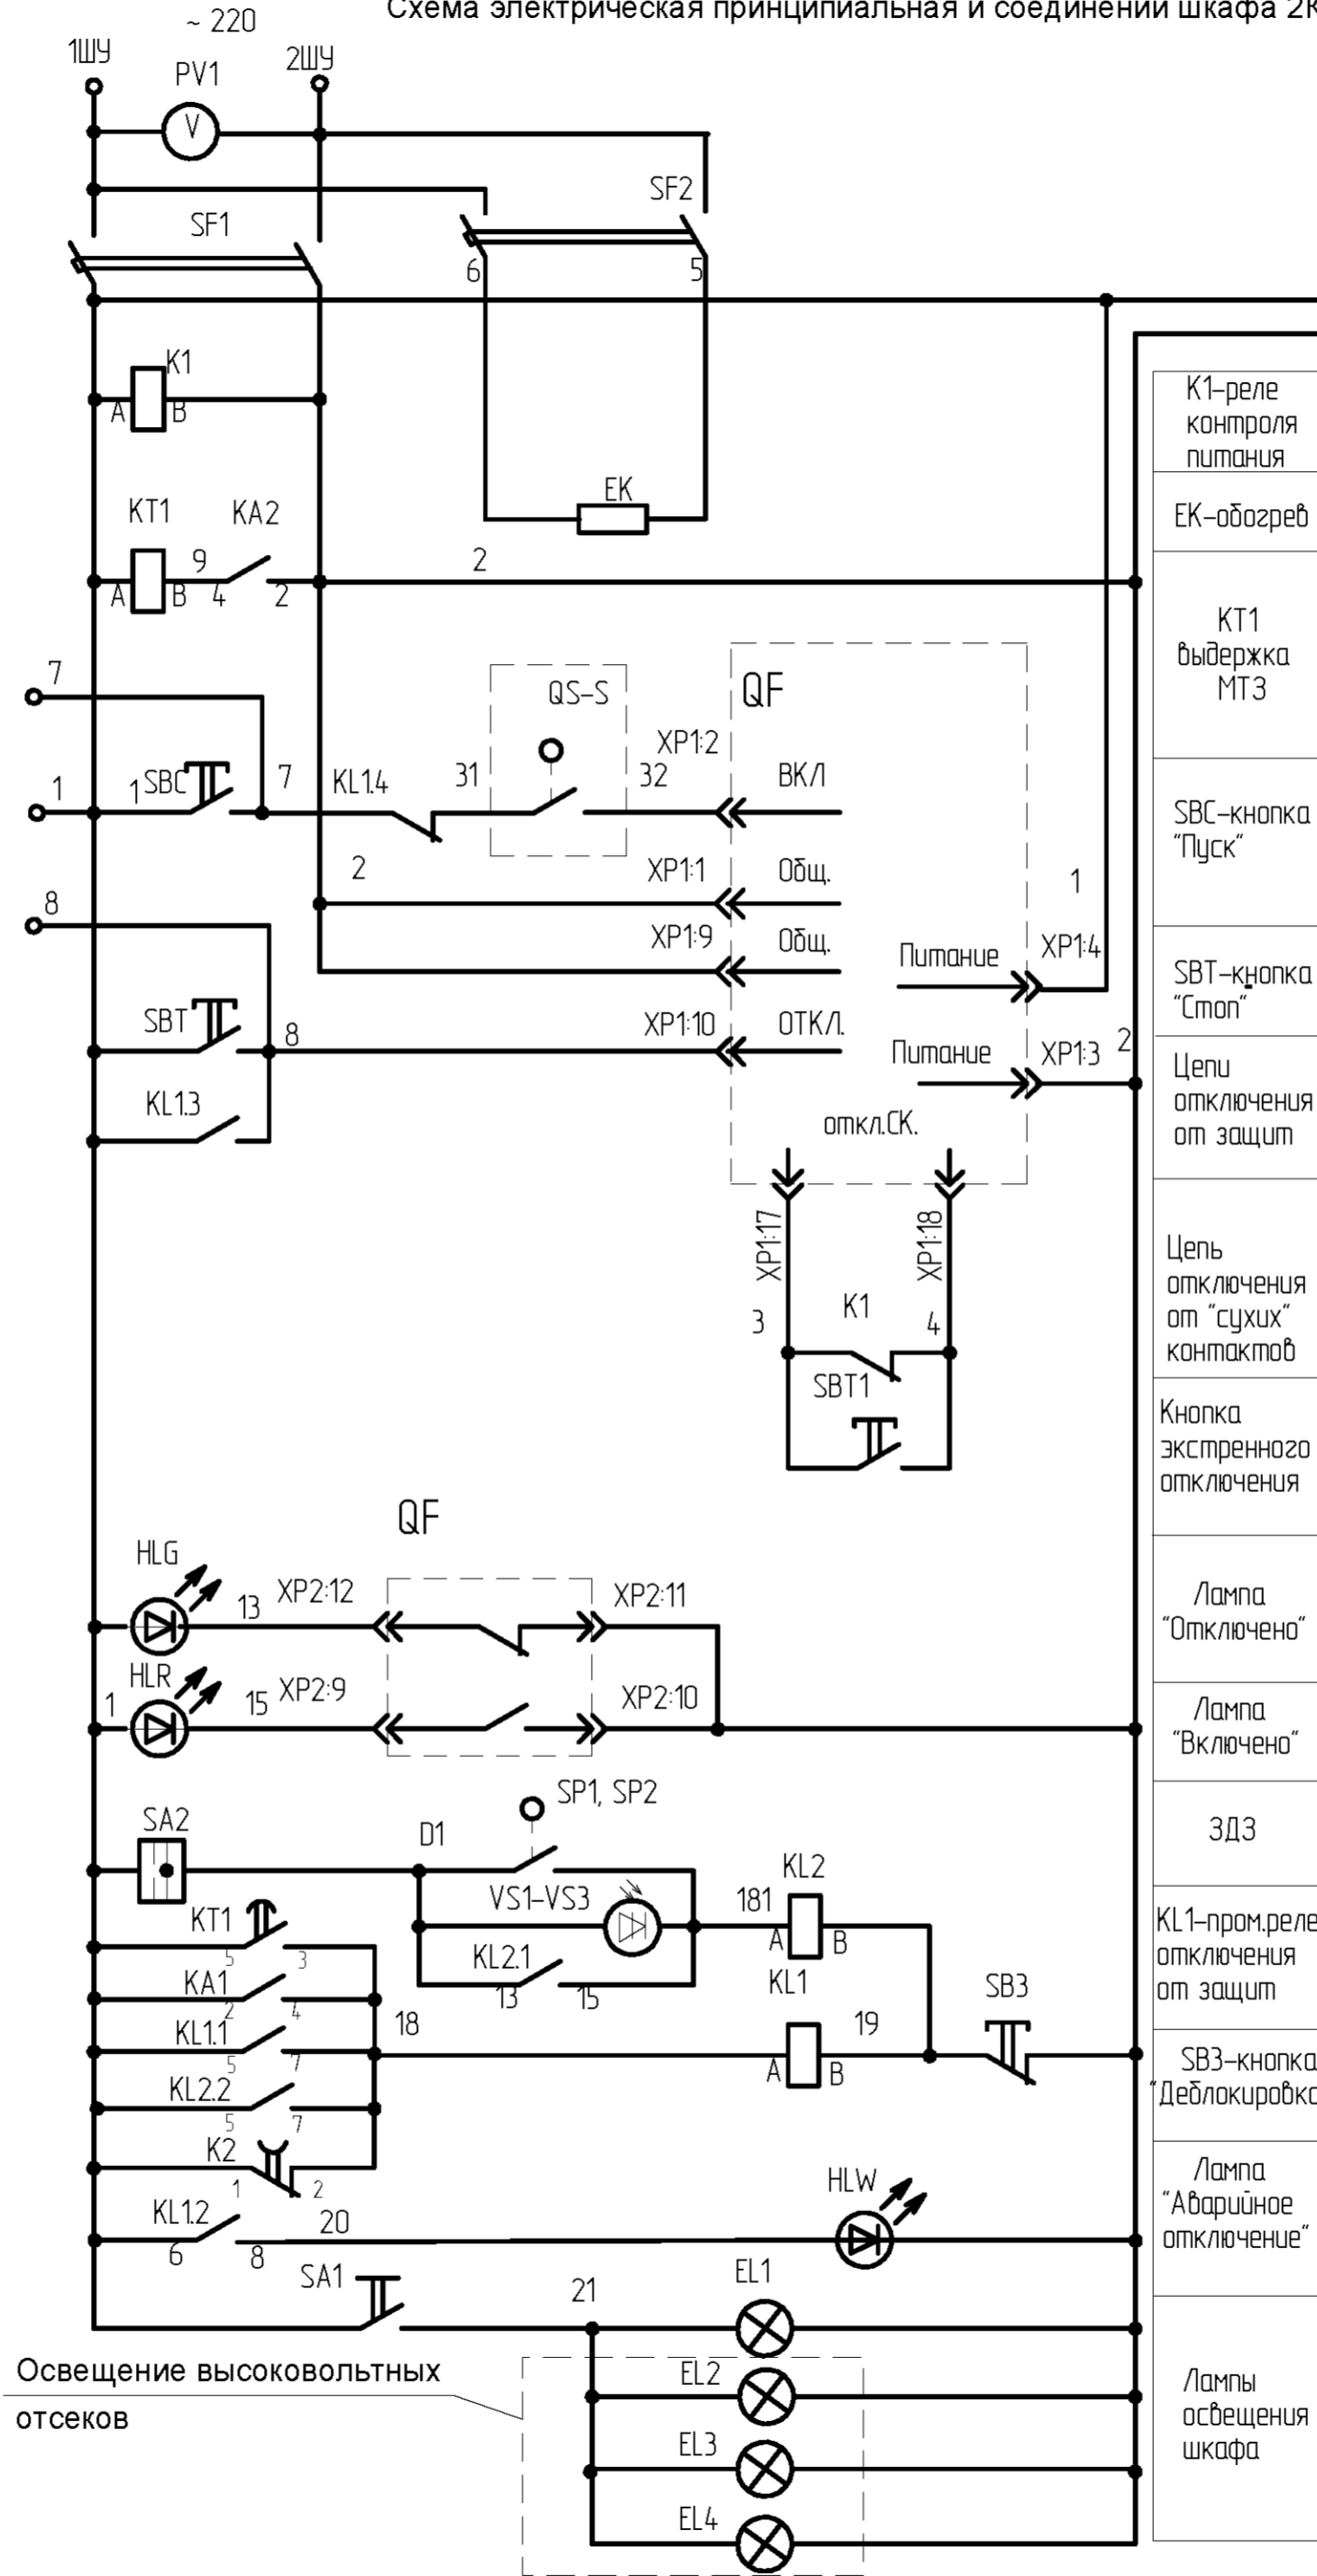 Схема электрическая принципиальная и соединений шкафа 2К
~ 220
1ШУ
PV1
2ШУ
V
SF2
SF1
6
5
K1
A
B
К1-реле
контроля
питания
EK
ЕК-обогрев
KT1
KA2
9
2
A
B
4
2
КТ1
выдержка
МТЗ
7
QS-S
QF
XP1:2
1
1
SBC
7
KL1.4
31
32
ВКЛ
SBC-кнопка
"Пуск"
2
XP1:1
Общ.
1
8
XP1:9
Общ.
Питание
XP1:4
SBT-кнопка
"Стоп"
SBT
8
XP1:10
ОТКЛ.
Питание
XP1:3
2
Цепи
отключения
от защит
KL1.3
откл.СК.
XP1:17
XP1:18
Цепь
отключения
от "сухих"
контактов
3
K1
4
SBT1
Кнопка
экстренного
отключения
QF
HLG
13
XP2:12
XP2:11
Лампа
"Отключено"
HLR
1
15
XP2:9
XP2:10
Лампа
"Включено"
SP1, SP2
SA2
D1
ЗДЗ
KL2
VS1-VS3
181
A
B
KT1
5
3
KL2.1
13
15
KL1
KL1-пром.реле
отключения
от защит
KA1
2
4
18
19
SB3
KL1.1
5
7
A
B
SB3-кнопка
"Деблокировка
KL2.2
5
7
K2
1
2
HLW
Лампа
"Аварийное
отключение"
KL1.2
6
8
20
SA1
21
EL1
Освещение высоковольтных
отсеков
EL2
EL3
EL4
Лампы
освещения
шкафа